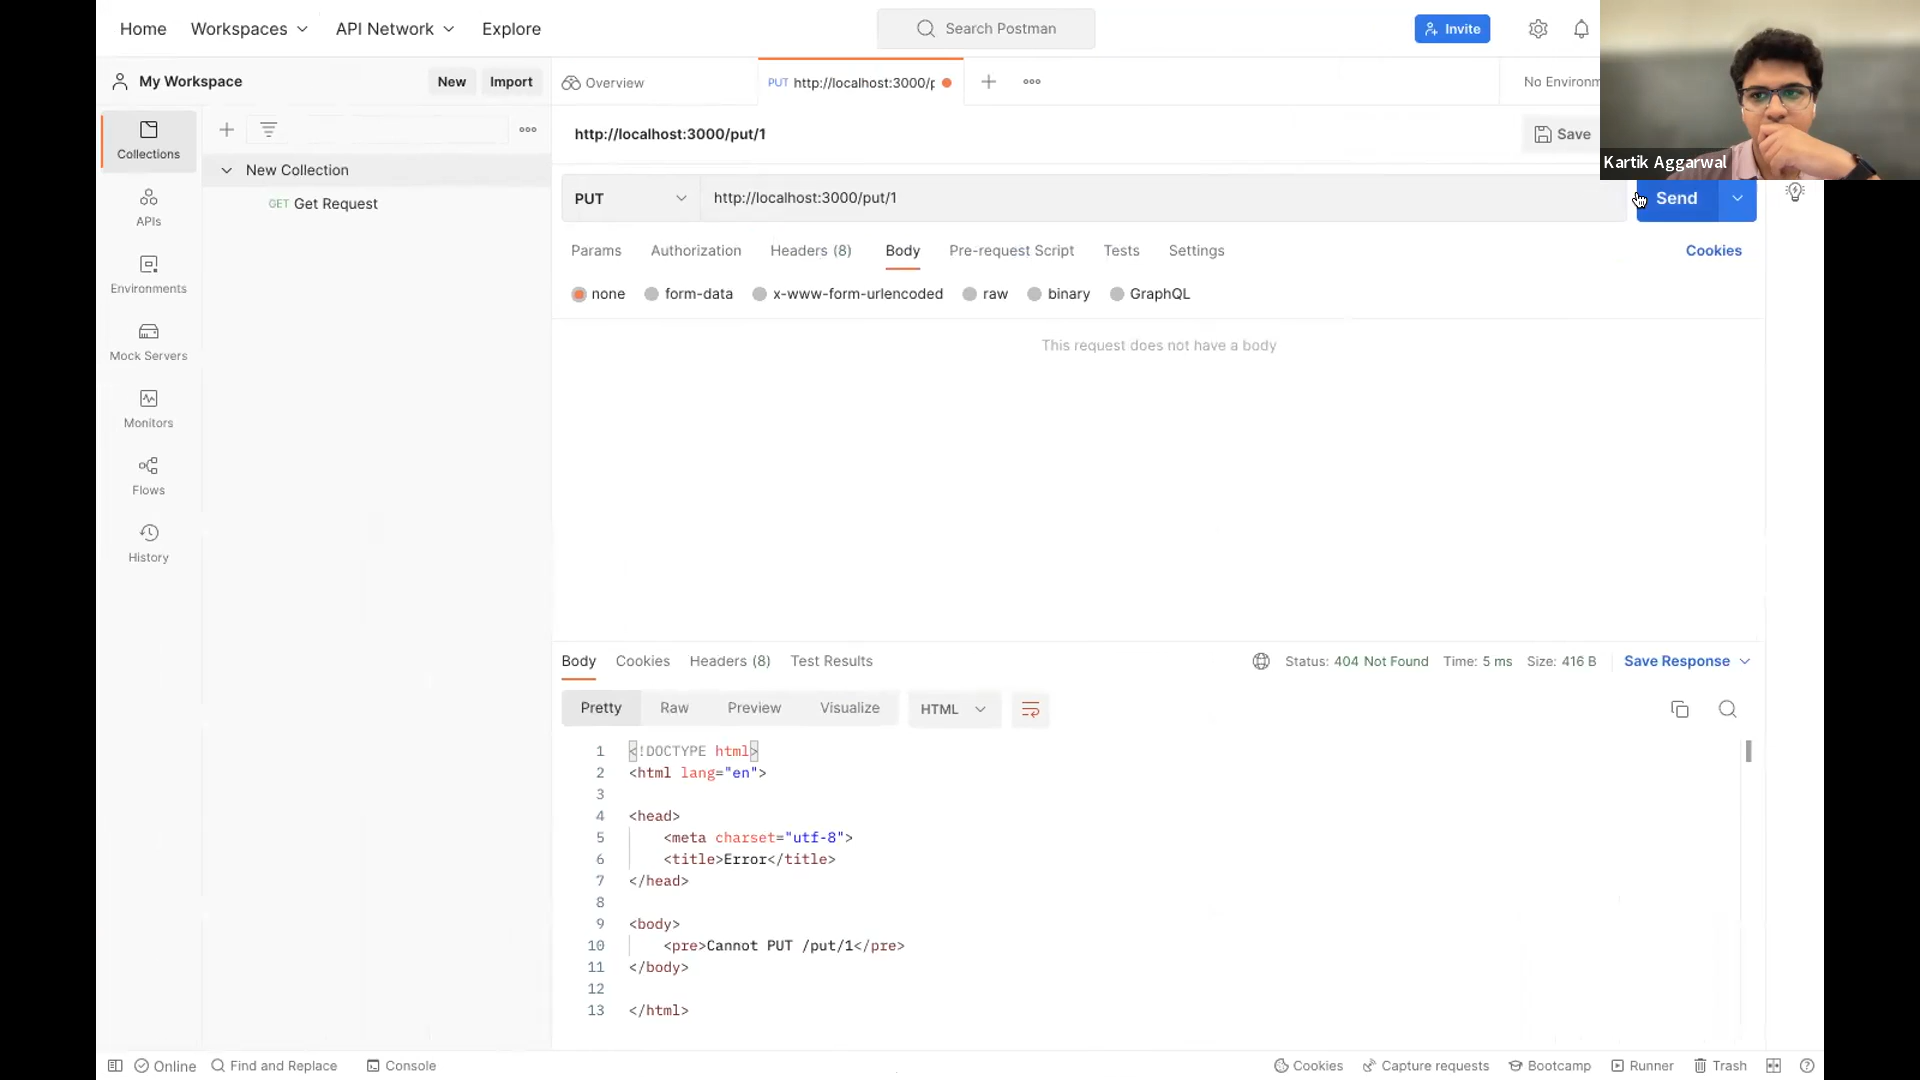 Home Workspaces API Network Explore Search Postman Invite
My Workspace New Import Overview PUT http://localhost:3000/p No Environm
Collections
New Collection
GET Get Request
APIs
Environments
Mock Servers
Monitors
Flows
History
http://localhost:3000/put/1 Save
Kartik Aggarwal
PUT http://localhost:3000/put/1 Send
Params Authorization Headers (8) Body Pre-request Script Tests Settings Cookies
none form-data x-www-form-urlencoded raw binary GraphQL
This request does not have a body
Body Cookies Headers (8) Test Results Status: 404 Not Found Time: 5 ms Size: 416 B Save Response
Pretty Raw Preview Visualize HTML
1 <!DOCTYPE html>
2 <html lang="en">
3
4 <head>
5 <meta charset="utf-8">
6 <title>Error</title>
7 </head>
8
9 <body>
10 <pre>Cannot PUT /put/1</pre>
11 </body>
12
13 </html>
Online Find and Replace Console Cookies Capture requests Bootcamp Runner Trash